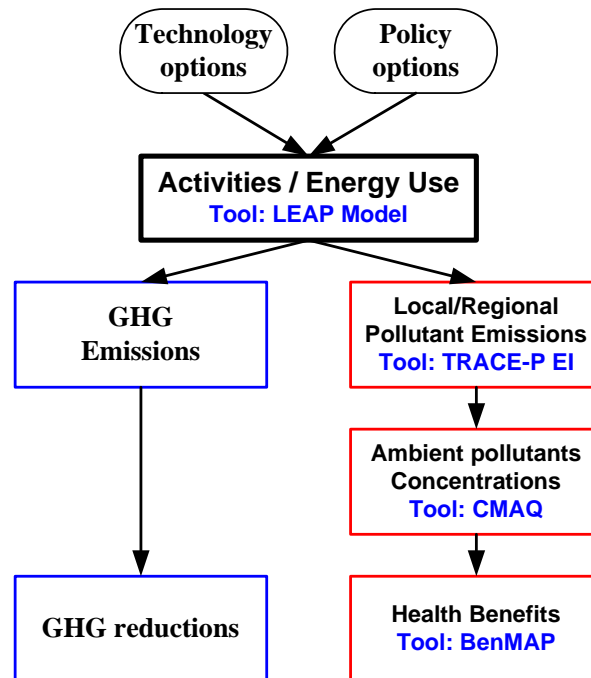 Technology
options
Policy
options
Activities / Energy Use
Tool: LEAP Model
GHG
Emissions
Local/Regional
Pollutant Emissions
Tool: TRACE-P EI
Ambient pollutants
Concentrations
Tool: CMAQ
GHG reductions
Health Benefits
Tool: BenMAP